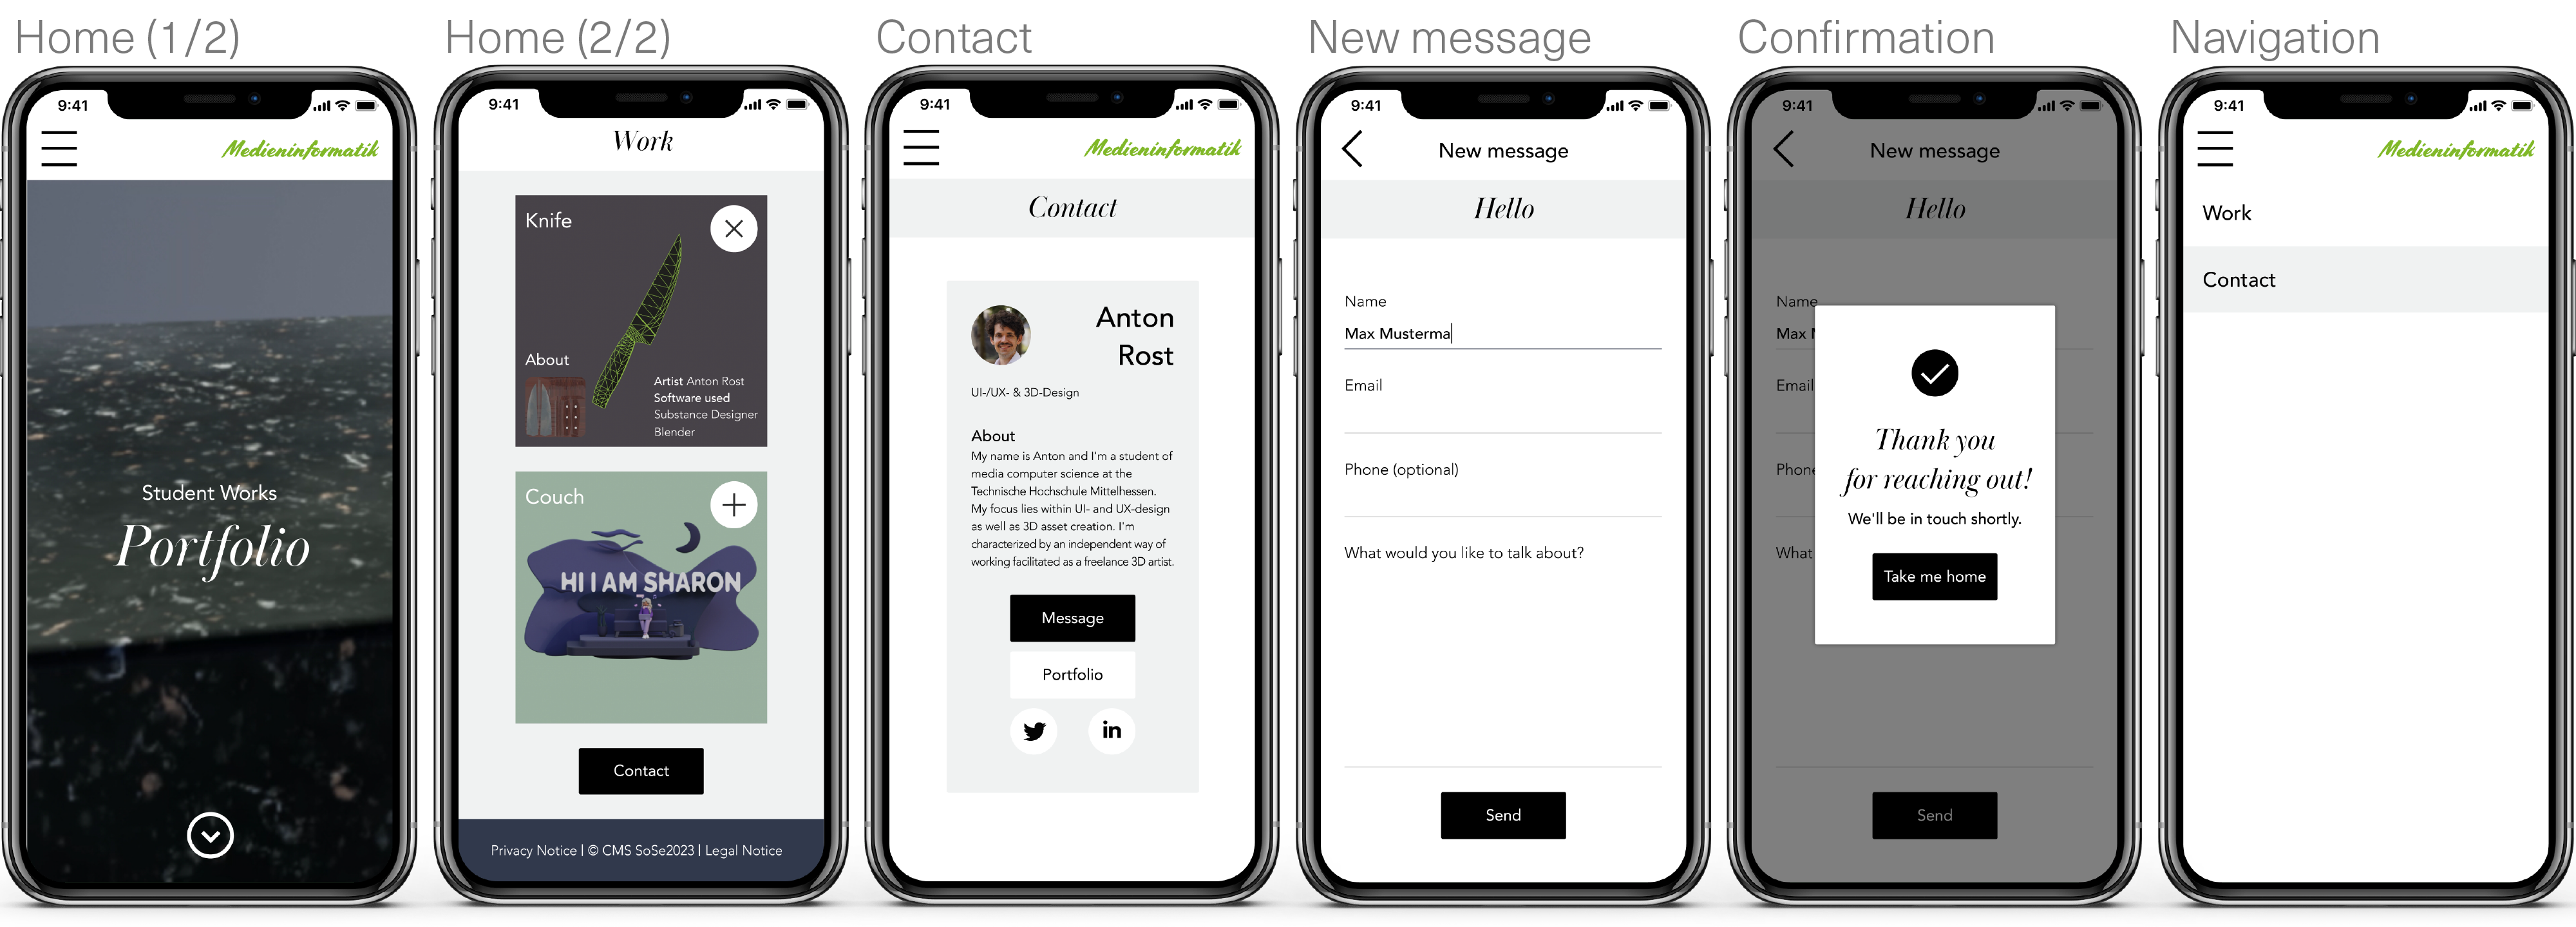 Home (1/2)
9:41
Medieninformatik
Student Works
Portfolio
Home (2/2)
9:41
Work
Knife
About
Artist Anton Rost
Software used
Substance Designer
Blender
Couch
HI I AM SHARON
Contact
Privacy Notice | © CMS SoSe2023 | Legal Notice
Contact
9:41
Medieninformatik
Contact
Anton
Rost
UI-/UX- & 3D-Design
About
My name is Anton and I'm a student of
media computer science at the
Technische Hochschule Mittelhessen.
My focus lies within UI- and UX-design
as well as 3D asset creation. I'm
characterized by an independent way of
working facilitated as a freelance 3D artist.
Message
Portfolio
in
New message
9:41
New message
Hello
Name
Max Musterma
Email
Phone (optional)
What would you like to talk about?
Send
Confirmation
9:41
New message
Hello
Name
Max M
Email
Phone
What
Thank you
for reaching out!
We'll be in touch shortly.
Take me home
Send
Navigation
9:41
Medieninformatik
Work
Contact